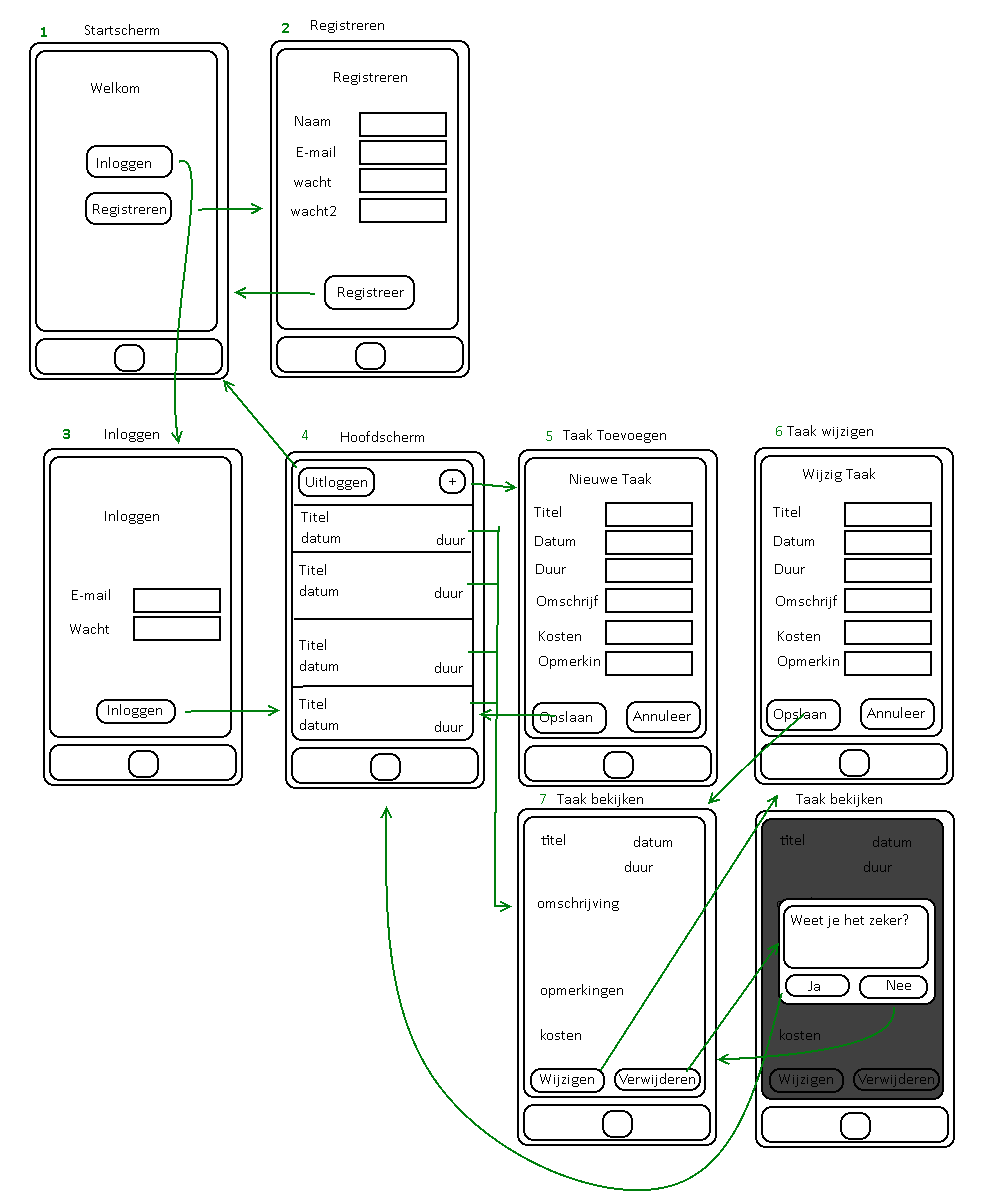 1 Startscherm
Welkom
Inloggen
Registreren
2 Registreren
Registreren
Naam
E-mail
wacht
wacht2
Registreer
3 Inloggen
Inloggen
E-mail
Wacht
Inloggen
4 Hoofdscherm
Uitloggen +
Titel
datum duur
Titel
datum duur
Titel
datum duur
Titel
datum duur
5 Taak Toevoegen
Nieuwe Taak
Titel
Datum
Duur
Omschrijf
Kosten
Opmerkin
Opslaan Annuleer
6 Taak wijzigen
Wijzig Taak
Titel
Datum
Duur
Omschrijf
Kosten
Opmerkin
Opslaan Annuleer
7 Taak bekijken
titel datum
duur
omschrijving
opmerkingen
kosten
Wijzigen Verwijderen
Taak bekijken
titel datum
duur
Weet je het zeker?
Ja Nee
kosten
Wijzigen Verwijderen